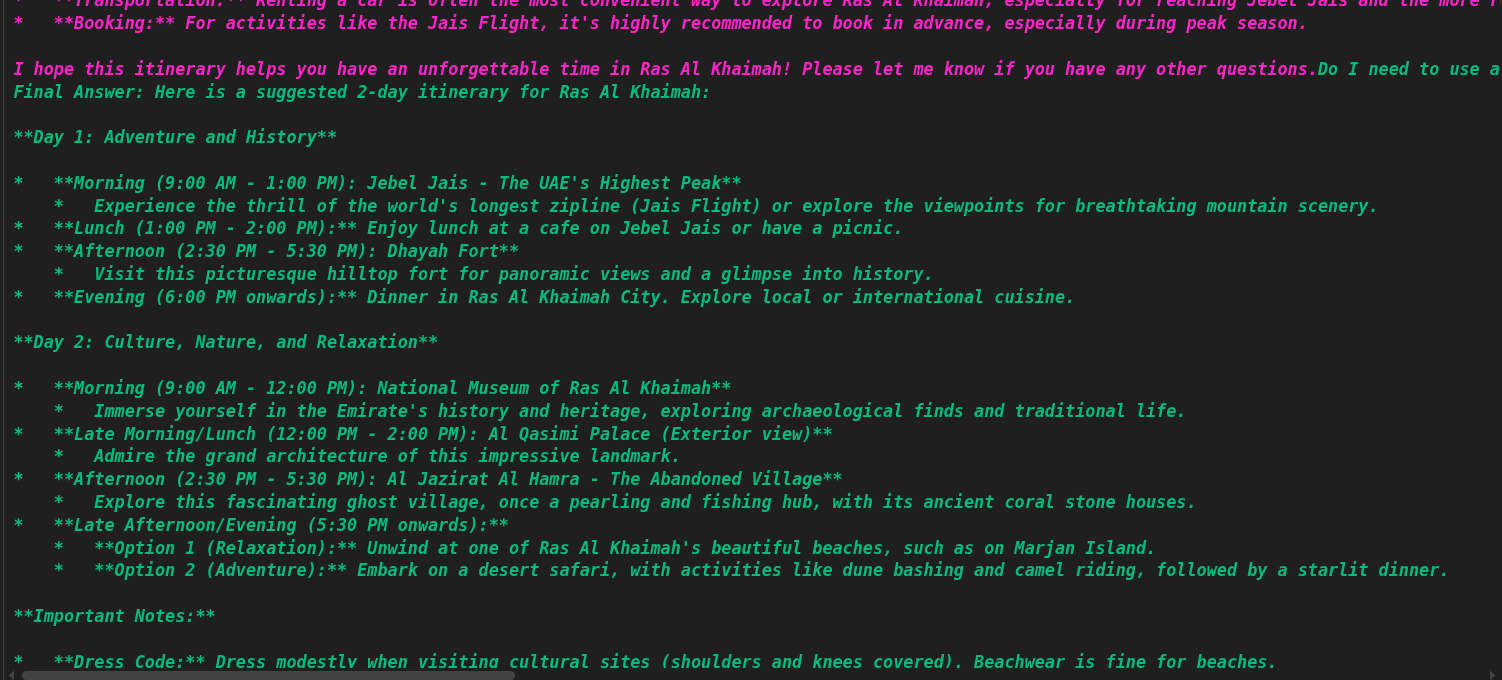 *   **Transportation:** Renting a car is often the most convenient way to explore Ras Al Khaimah, especially for reaching Jebel Jais and the more
*   **Booking:** For activities like the Jais Flight, it's highly recommended to book in advance, especially during peak season.
I hope this itinerary helps you have an unforgettable time in Ras Al Khaimah! Please let me know if you have any other questions.Do I need to use a
Final Answer: Here is a suggested 2-day itinerary for Ras Al Khaimah:
**Day 1: Adventure and History**
*   **Morning (9:00 AM - 1:00 PM): Jebel Jais - The UAE's Highest Peak**
    *   Experience the thrill of the world's longest zipline (Jais Flight) or explore the viewpoints for breathtaking mountain scenery.
*   **Lunch (1:00 PM - 2:00 PM):** Enjoy lunch at a cafe on Jebel Jais or have a picnic.
*   **Afternoon (2:30 PM - 5:30 PM): Dhayah Fort**
    *   Visit this picturesque hilltop fort for panoramic views and a glimpse into history.
*   **Evening (6:00 PM onwards):** Dinner in Ras Al Khaimah City. Explore local or international cuisine.
**Day 2: Culture, Nature, and Relaxation**
*   **Morning (9:00 AM - 12:00 PM): National Museum of Ras Al Khaimah**
    *   Immerse yourself in the Emirate's history and heritage, exploring archaeological finds and traditional life.
*   **Late Morning/Lunch (12:00 PM - 2:00 PM): Al Qasimi Palace (Exterior view)**
    *   Admire the grand architecture of this impressive landmark.
*   **Afternoon (2:30 PM - 5:30 PM): Al Jazirat Al Hamra - The Abandoned Village**
    *   Explore this fascinating ghost village, once a pearling and fishing hub, with its ancient coral stone houses.
*   **Late Afternoon/Evening (5:30 PM onwards):**
    *   **Option 1 (Relaxation):** Unwind at one of Ras Al Khaimah's beautiful beaches, such as on Marjan Island.
    *   **Option 2 (Adventure):** Embark on a desert safari, with activities like dune bashing and camel riding, followed by a starlit dinner.
**Important Notes:**
*   **Dress Code:** Dress modestly when visiting cultural sites (shoulders and knees covered). Beachwear is fine for beaches.